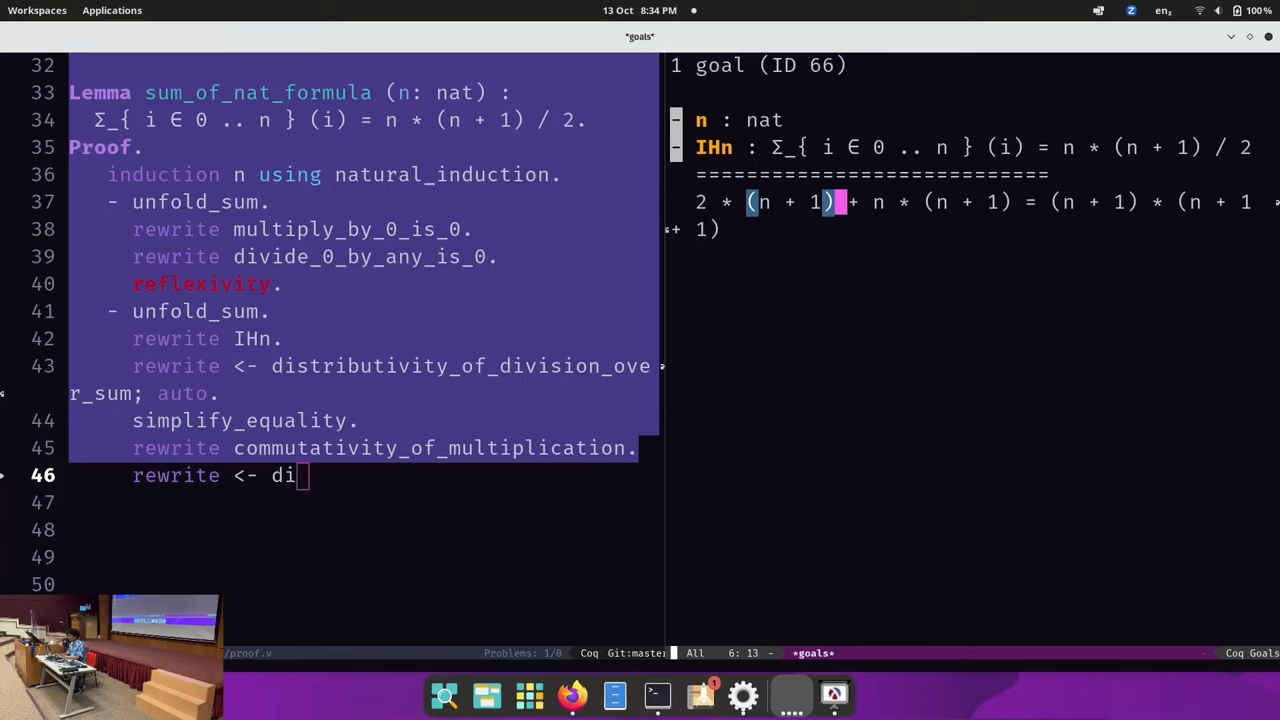 Workspaces Applications 13 Oct 8:34 PM en₂ 100%
*goals*
32
33 Lemma sum_of_nat_formula (n: nat) :
34 Σ_{ i ∈ 0 .. n } (i) = n * (n + 1) / 2.
35 Proof.
36 induction n using natural_induction.
37 - unfold_sum.
38 rewrite multiply_by_0_is_0.
39 rewrite divide_0_by_any_is_0.
40 reflexivity.
41 - unfold_sum.
42 rewrite IHn.
43 rewrite <- distributivity_of_division_ove
r_sum; auto.
44 simplify_equality.
45 rewrite commutativity_of_multiplication.
46 rewrite <- di
47
48
49
50
/proof.v Problems: 1/0 Coq Git:master
1 goal (ID 66)
n : nat
IHn : Σ_{ i ∈ 0 .. n } (i) = n * (n + 1) / 2
============================
2 * (n + 1) + n * (n + 1) = (n + 1) * (n + 1
+ 1)
All 6: 13 *goals* Coq Goals
1